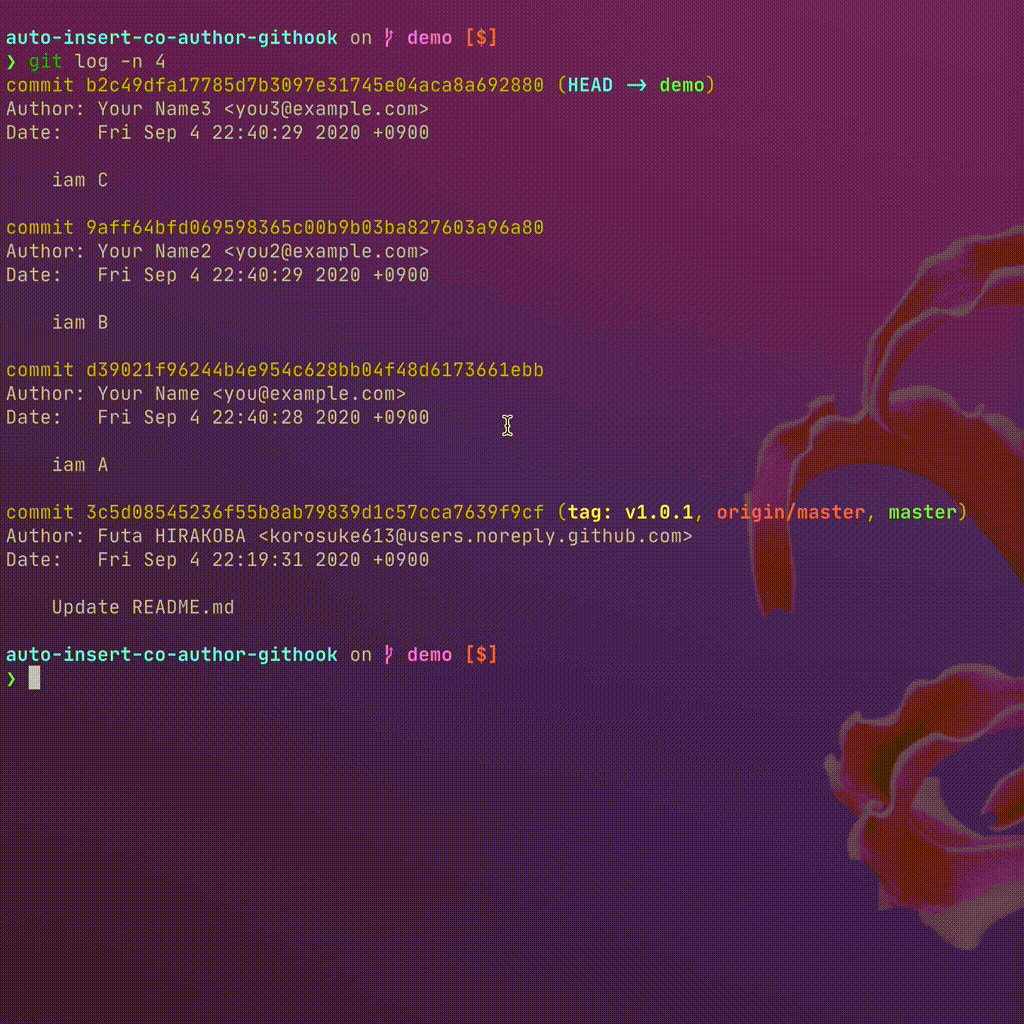 auto-insert-co-author-githook on demo [$]
❯ git log -n 4
commit b2c49dfa17785d7b3097e31745e04aca8a692880 (HEAD → demo)
Author: Your Name3 <you3@example.com>
Date:   Fri Sep 4 22:40:29 2020 +0900
iam C
commit 9aff64bfd069598365c00b9b03ba827603a96a80
Author: Your Name2 <you2@example.com>
Date:   Fri Sep 4 22:40:29 2020 +0900
iam B
commit d39021f96244b4e954c628bb04f48d6173661ebb
Author: Your Name <you@example.com>
Date:   Fri Sep 4 22:40:28 2020 +0900
iam A
commit 3c5d08545236f55b8ab79839d1c57cca7639f9cf (tag: v1.0.1, origin/master, master)
Author: Futa HIRAKOBA <korosuke613@users.noreply.github.com>
Date:   Fri Sep 4 22:19:31 2020 +0900
Update README.md
auto-insert-co-author-githook on demo [$]
❯